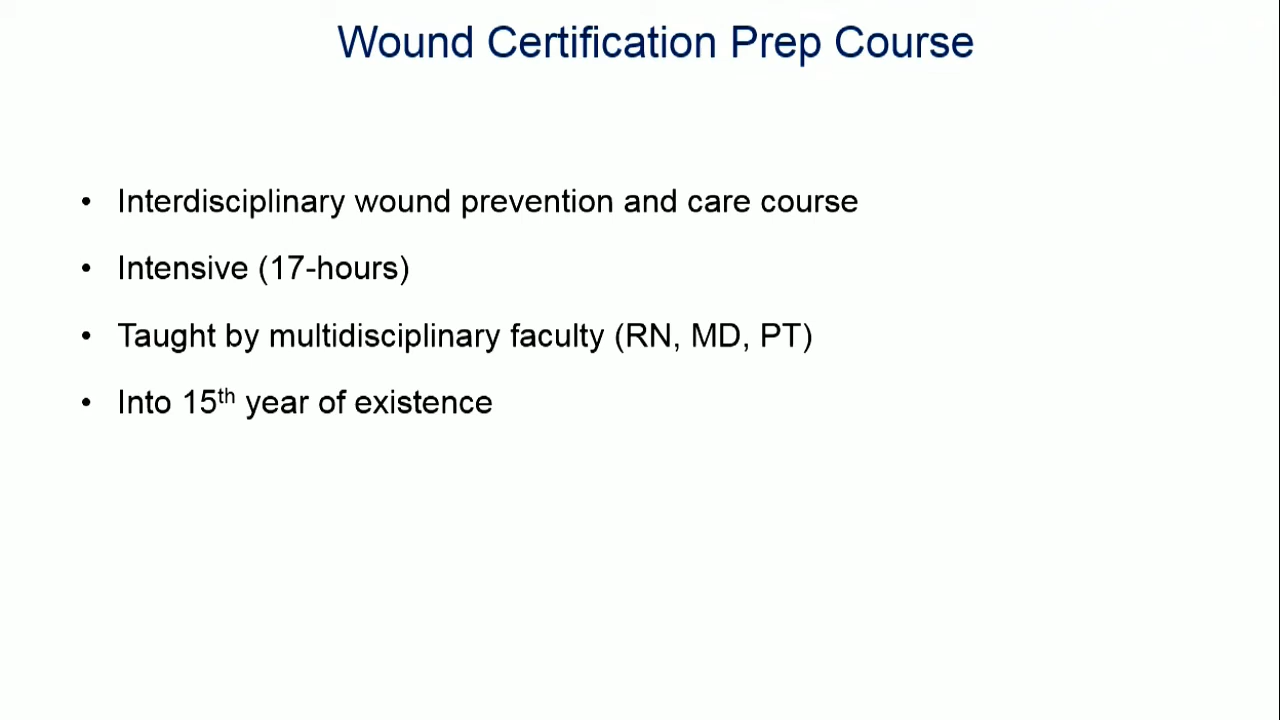 Wound Certification Prep Course
• Interdisciplinary wound prevention and care course
• Intensive (17-hours)
• Taught by multidisciplinary faculty (RN, MD, PT)
• Into 15th year of existence